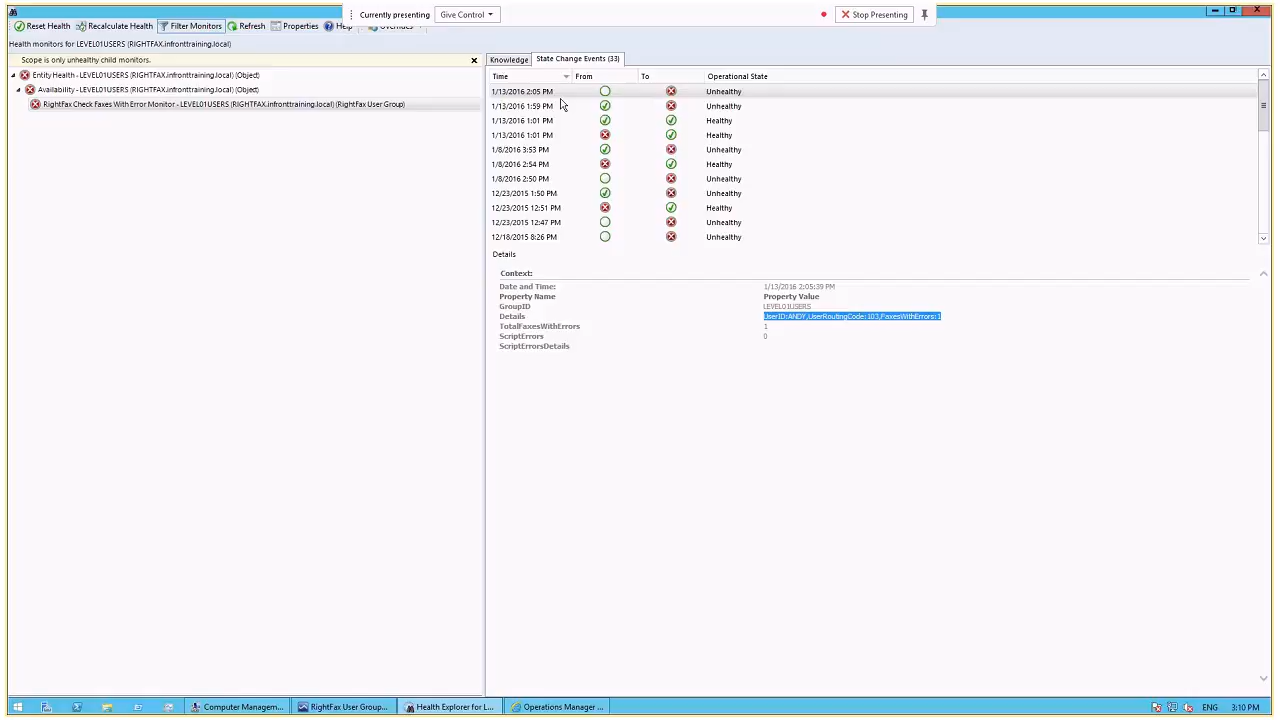 Currently presenting Give Control Stop Presenting
Reset Health Recalculate Health Filter Monitors Refresh Properties Help Overrides
Health monitors for LEVEL01USERS (RIGHTFAX.infronttraining.local)
Scope is only unhealthy child monitors.
Entity Health - LEVEL01USERS (RIGHTFAX.infronttraining.local) (Object)
Availability - LEVEL01USERS (RIGHTFAX.infronttraining.local) (Object)
RightFax Check Faxes With Error Monitor - LEVEL01USERS (RIGHTFAX.infronttraining.local) (RightFax User Group)
Knowledge State Change Events (33)
Time From To Operational State
1/13/2016 2:05 PM Unhealthy
1/13/2016 1:59 PM Unhealthy
1/13/2016 1:01 PM Healthy
1/13/2016 1:01 PM Healthy
1/8/2016 3:53 PM Unhealthy
1/8/2016 2:54 PM Healthy
1/8/2016 2:50 PM Unhealthy
12/23/2015 1:50 PM Unhealthy
12/23/2015 12:51 PM Healthy
12/23/2015 12:47 PM Unhealthy
12/18/2015 8:26 PM Unhealthy
Details
Context:
Date and Time: 1/13/2016 2:05:39 PM
Property Name Property Value
GroupID LEVEL01USERS
Details UserID:ANDY,UserRoutingCode:103,FaxesWithErrors:1
TotalFaxesWithErrors 1
ScriptErrors 0
ScriptErrorsDetails
Computer Managem... RightFax User Group... Health Explorer for L... Operations Manager ... ENG 3:10 PM